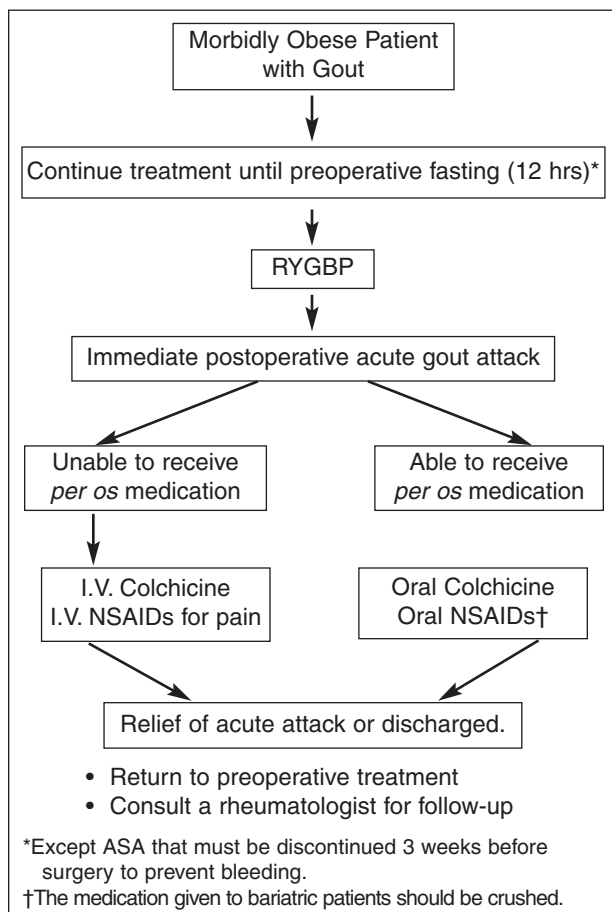 Morbidly Obese Patient
with Gout
Continue treatment until preoperative fasting (12 hrs)*
RYGBP
Immediate postoperative acute gout attack
Unable to receive
per os medication
Able to receive
per os medication
I.V. Colchicine
I.V. NSAIDs for pain
Oral Colchicine
Oral NSAIDs†
Relief of acute attack or discharged.
• Return to preoperative treatment
• Consult a rheumatologist for follow-up
*Except ASA that must be discontinued 3 weeks before
surgery to prevent bleeding.
†The medication given to bariatric patients should be crushed.